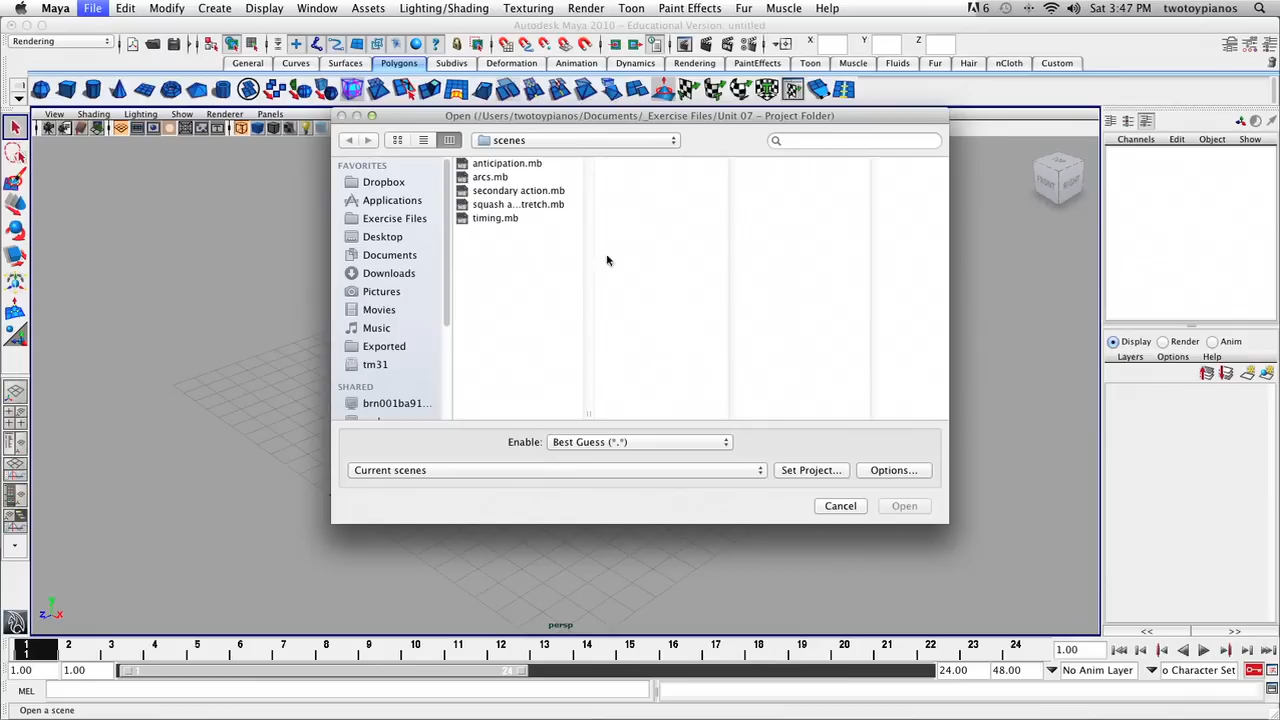 Maya File Edit Modify Create Display Window Assets Lighting/Shading Texturing Render Toon Paint Effects Fur Muscle Help 6 Sat 3:47 PM twotoypianos
Autodesk Maya 2010 – Educational Version: untitled
Rendering X Y Z
General Curves Surfaces Polygons Subdivs Deformation Animation Dynamics Rendering PaintEffects Toon Muscle Fluids Fur Hair nCloth Custom
View Shading Lighting Show Renderer Panels
Open (/Users/twotoypianos/Documents/_Exercise Files/Unit 07 – Project Folder)
scenes
Channels Object Show
FAVORITES
Dropbox
Applications
Exercise Files
Desktop
Documents
Downloads
Pictures
Movies
Music
Exported
tm31
SHARED
brn001ba91...
anticipation.mb
arcs.mb
secondary action.mb
squash a...tretch.mb
timing.mb
FRONT RIGHT
Enable: Best Guess (*.*)
Current scenes Set Project... Options...
Cancel Open
Display Render Anim
Layers Options Help
z x
persp
<< >>
1 2 3 4 5 6 7 8 9 10 11 12 13 14 15 16 17 18 19 20 21 22 23 24 1.00
1.00 1.00 1 24 24.00 48.00 No Anim Layer o Character Set
MEL
Open a scene